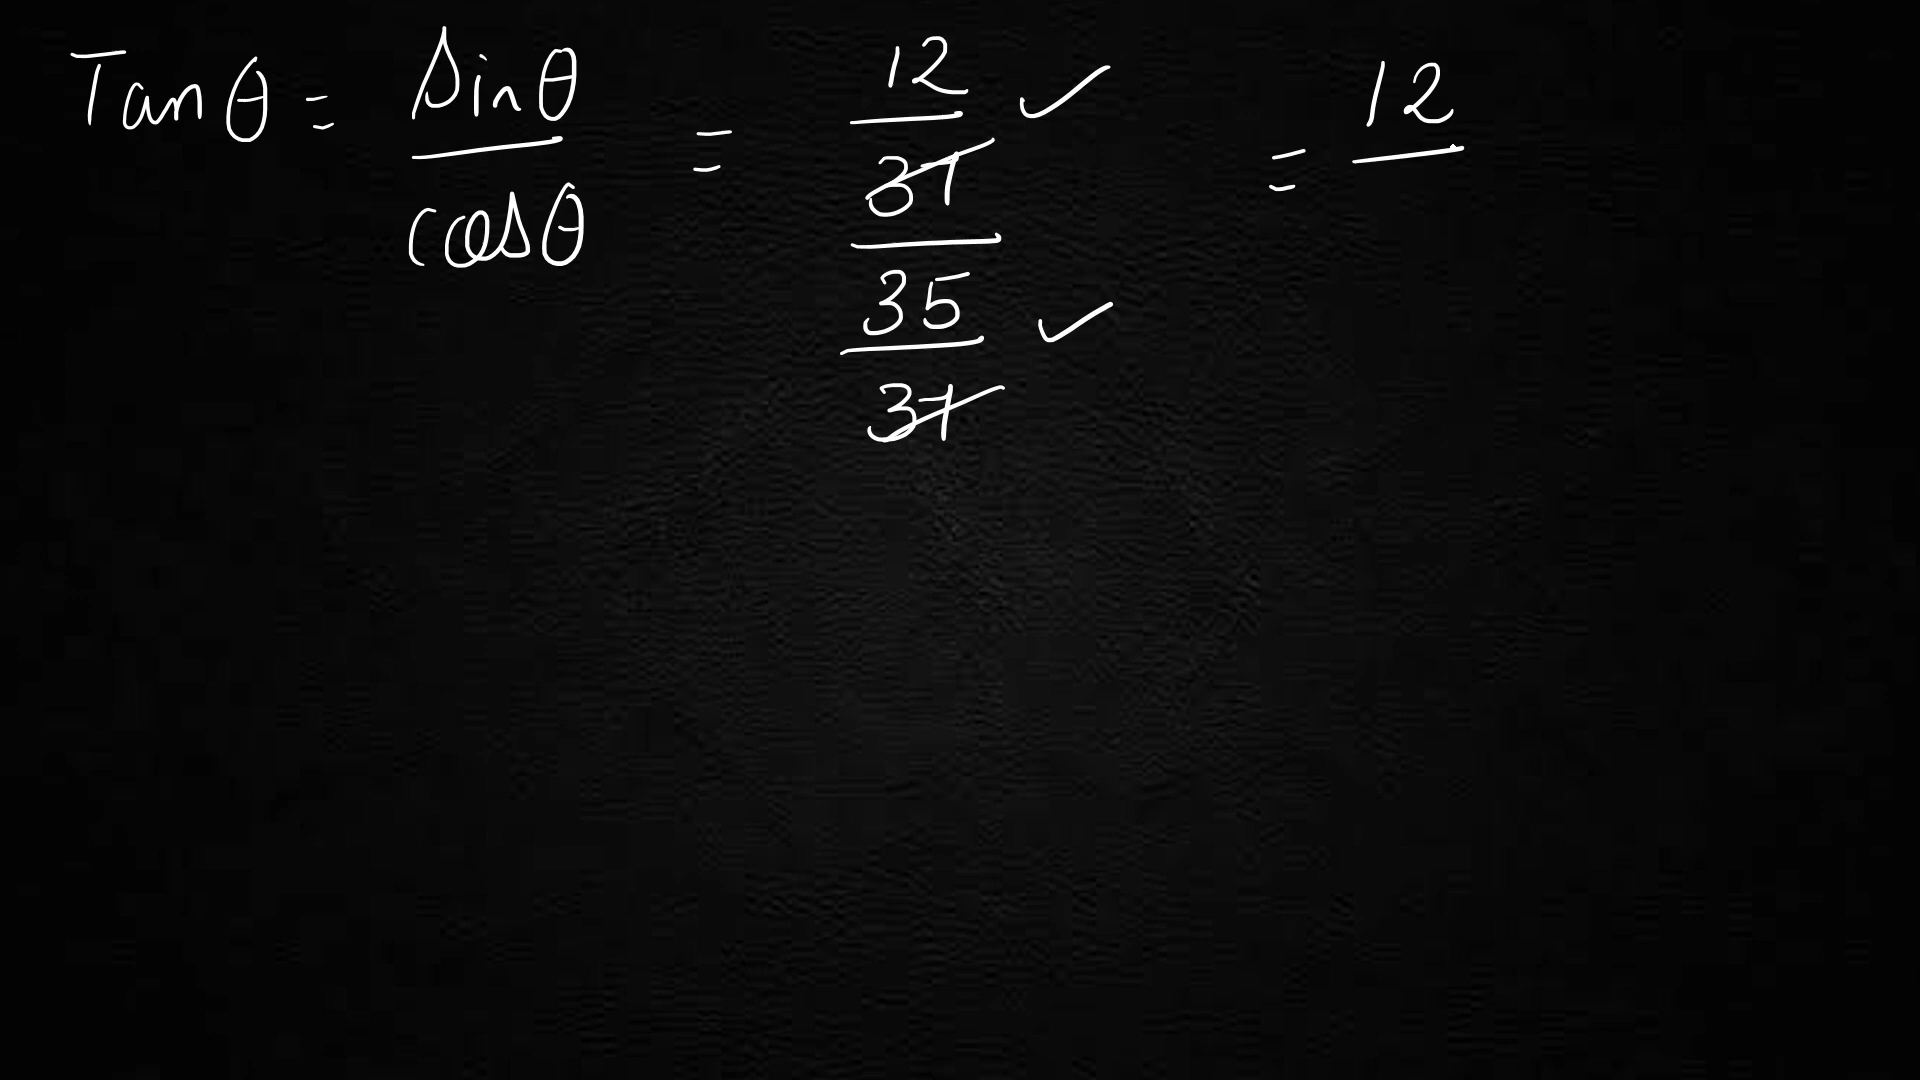 Tanθ = Sinθ / cosθ = 12/37 / 35/37 = 12 /